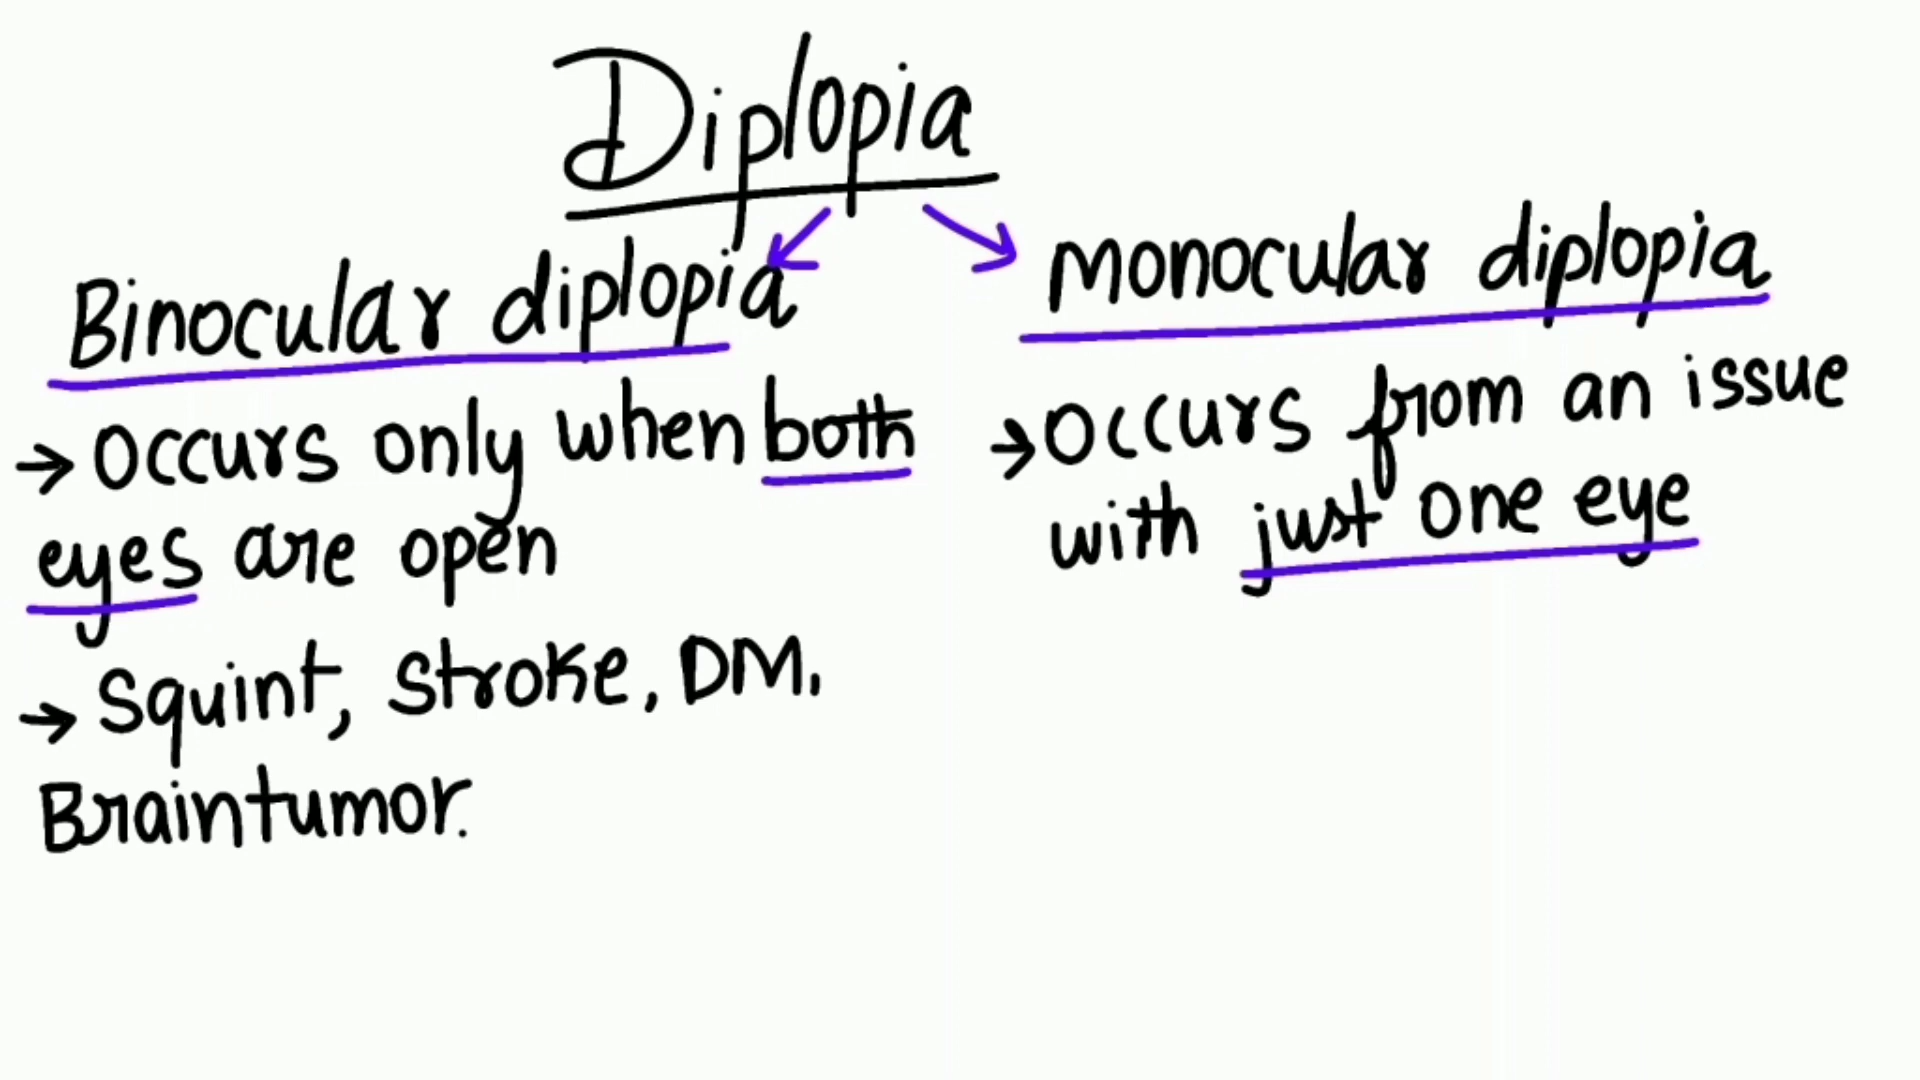 Diplopia
Binocular diplopia
→ Occurs only when both
eyes are open
→ Squint, Stroke, DM,
Braintumor.
Monocular diplopia
→ Occurs from an issue
with just one eye